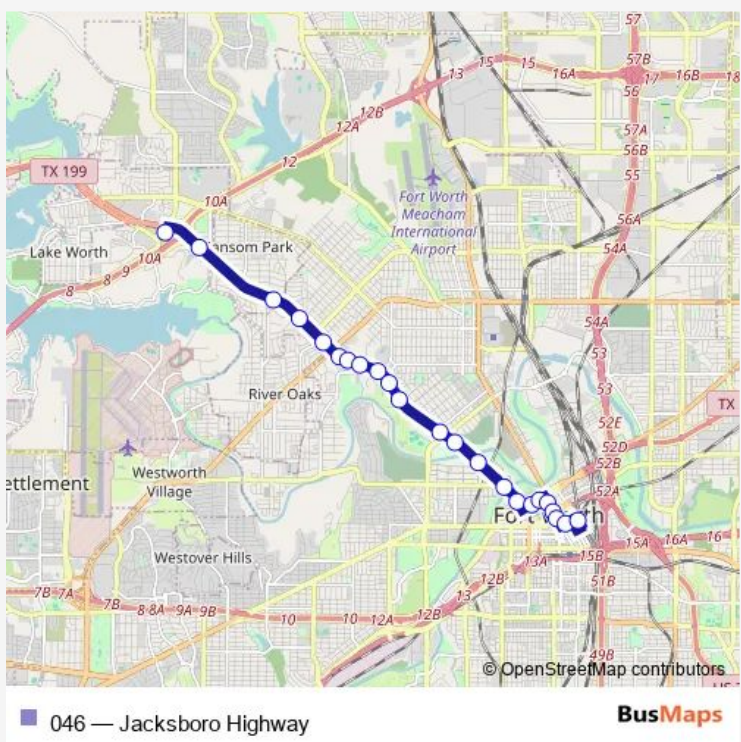 57
57B
13
15
15
16A
17
16B
18
56
12B
12A
57A
56B
12
TX 199
55
10A
Fort Worth
Meacham
International
Airport
56A
Lake Worth
10A
ansom Park
54A
9
8
8
54A
53
River Oaks
53
TX
52E
52D
ettlement
Westworth
Village
52B
52A
Fort Worth
Westover Hills
15A
16A
16
15B
13A
12B
51B
7B 7A
7B
8
8A
9A
9B
10
10
12A
12B
13
49B
© OpenStreetMap contributors
046 — Jacksboro Highway
BusMaps